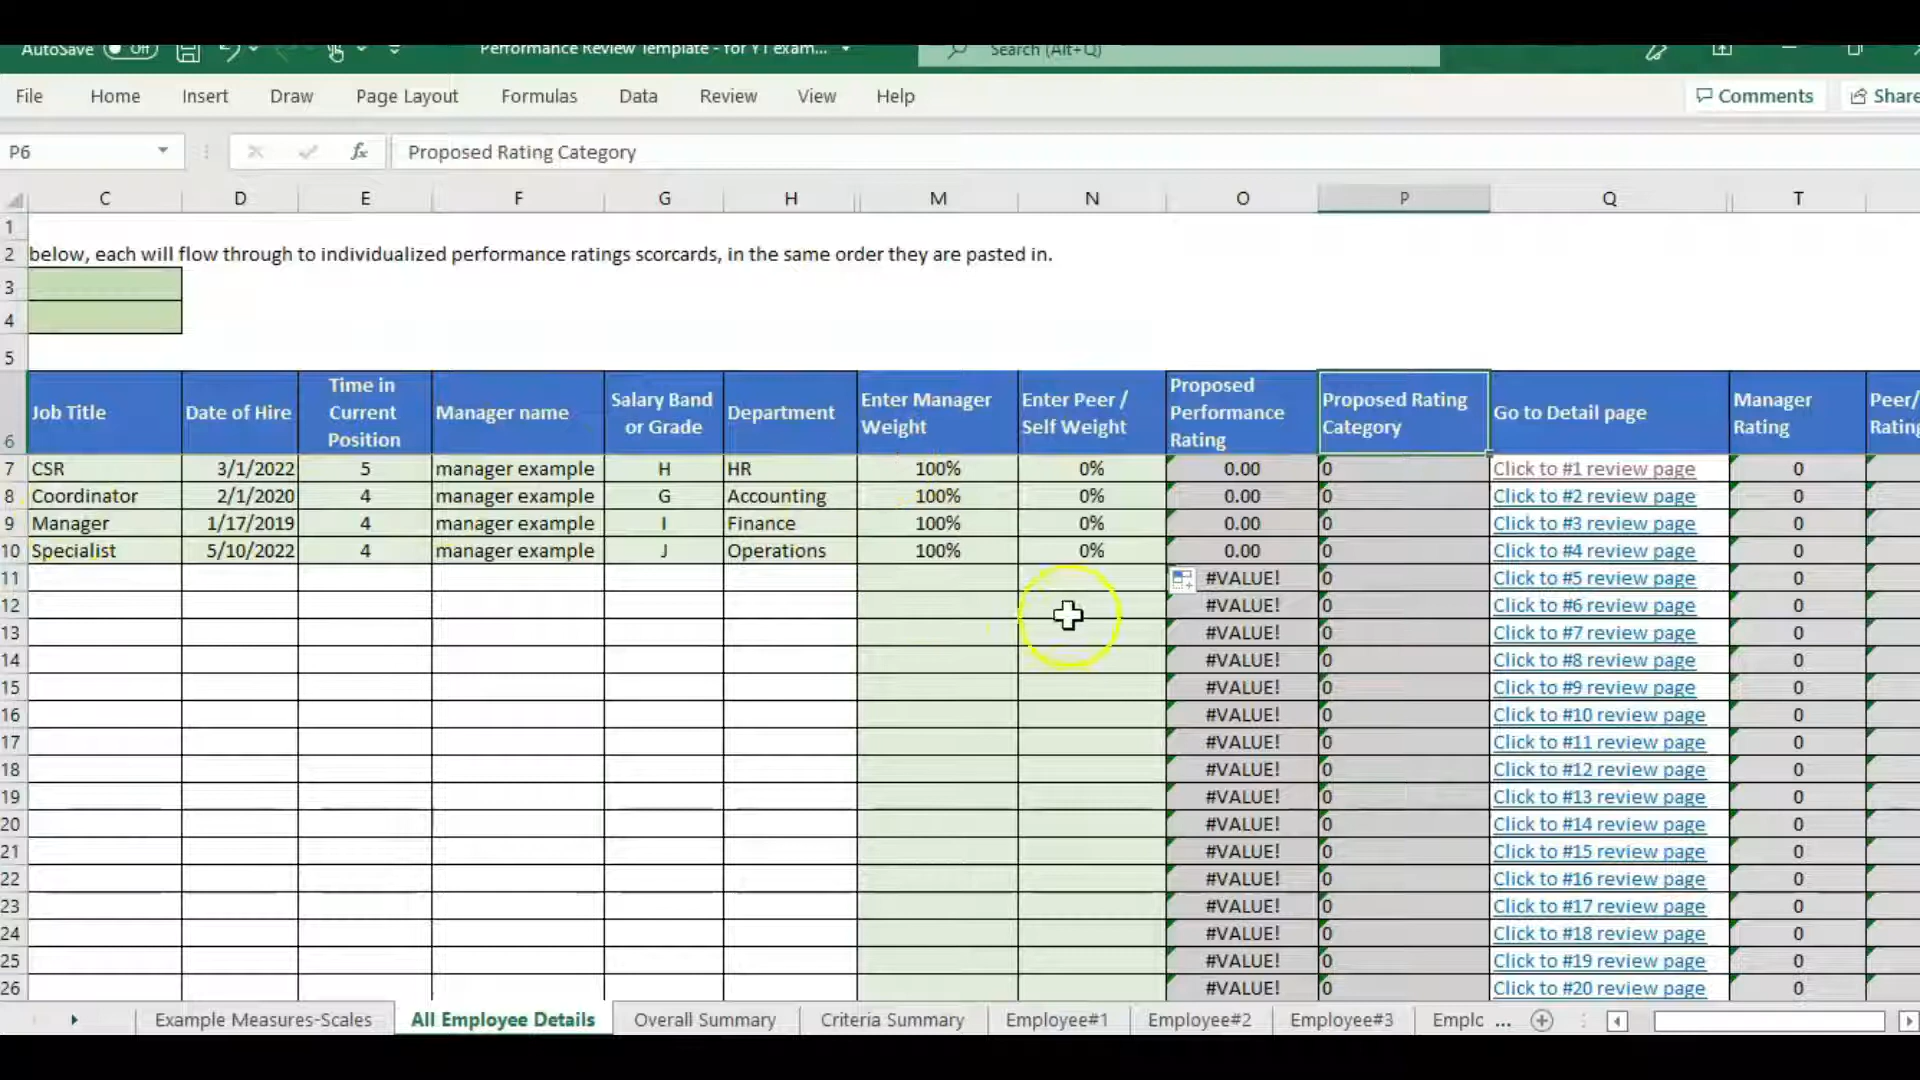 AutoSave Off Performance Review Template - for YT exam... Search (Alt+Q)
File Home Insert Draw Page Layout Formulas Data Review View Help Comments Share
P6 fx Proposed Rating Category
C D E F G H M N O P Q T
1
2 below, each will flow through to individualized performance ratings scorcards, in the same order they are pasted in.
3
4
5
6 Job Title Date of Hire Time in Current Position Manager name Salary Band or Grade Department Enter Manager Weight Enter Peer / Self Weight Proposed Performance Rating Proposed Rating Category Go to Detail page Manager Rating Peer/ Rating
7 CSR 3/1/2022 5 manager example H HR 100% 0% 0.00 0 Click to #1 review page 0
8 Coordinator 2/1/2020 4 manager example G Accounting 100% 0% 0.00 0 Click to #2 review page 0
9 Manager 1/17/2019 4 manager example I Finance 100% 0% 0.00 0 Click to #3 review page 0
10 Specialist 5/10/2022 4 manager example J Operations 100% 0% 0.00 0 Click to #4 review page 0
11 #VALUE! 0 Click to #5 review page 0
12 #VALUE! 0 Click to #6 review page 0
13 #VALUE! 0 Click to #7 review page 0
14 #VALUE! 0 Click to #8 review page 0
15 #VALUE! 0 Click to #9 review page 0
16 #VALUE! 0 Click to #10 review page 0
17 #VALUE! 0 Click to #11 review page 0
18 #VALUE! 0 Click to #12 review page 0
19 #VALUE! 0 Click to #13 review page 0
20 #VALUE! 0 Click to #14 review page 0
21 #VALUE! 0 Click to #15 review page 0
22 #VALUE! 0 Click to #16 review page 0
23 #VALUE! 0 Click to #17 review page 0
24 #VALUE! 0 Click to #18 review page 0
25 #VALUE! 0 Click to #19 review page 0
26 #VALUE! 0 Click to #20 review page 0
Example Measures-Scales All Employee Details Overall Summary Criteria Summary Employee#1 Employee#2 Employee#3 Emplc ...